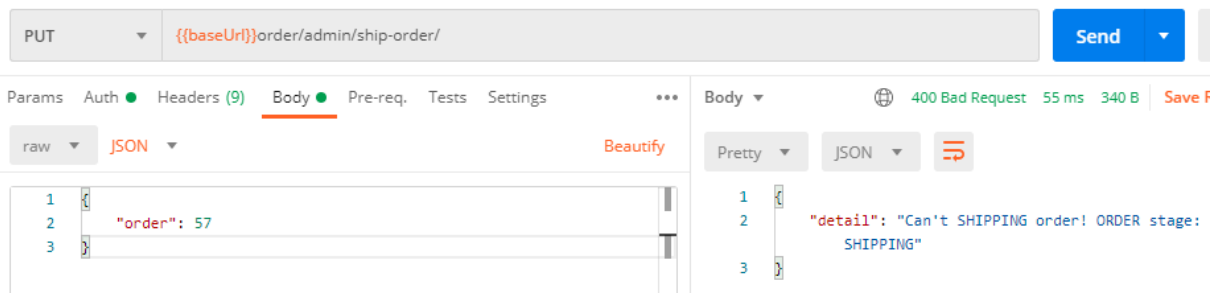 PUT {{baseUrl}}order/admin/ship-order/ Send
Params Auth Headers (9) Body Pre-req. Tests Settings •••
raw JSON Beautify
1 {
2 "order": 57
3 }
Body 400 Bad Request 55 ms 340 B Save
Pretty JSON
1 {
2 "detail": "Can't SHIPPING order! ORDER stage:
SHIPPING"
3 }